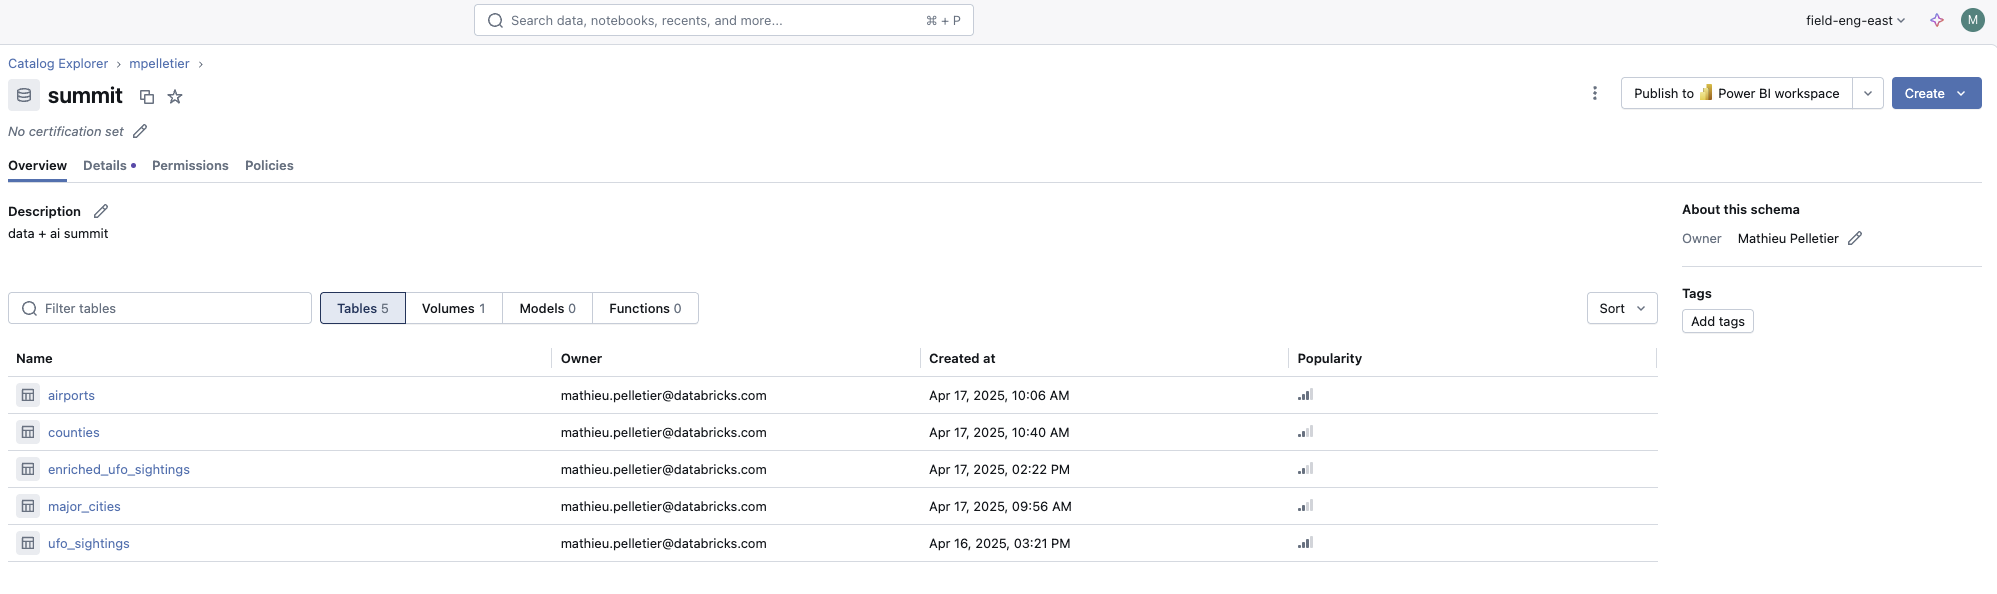 Search data, notebooks, recents, and more... ⌘ + P field-eng-east M
Catalog Explorer › mpelletier ›
summit
Publish to Power BI workspace Create
No certification set
Overview Details • Permissions Policies
Description
data + ai summit
About this schema
Owner Mathieu Pelletier
Tags
Add tags
Filter tables Tables 5 Volumes 1 Models 0 Functions 0 Sort
Name Owner Created at Popularity
airports mathieu.pelletier@databricks.com Apr 17, 2025, 10:06 AM
counties mathieu.pelletier@databricks.com Apr 17, 2025, 10:40 AM
enriched_ufo_sightings mathieu.pelletier@databricks.com Apr 17, 2025, 02:22 PM
major_cities mathieu.pelletier@databricks.com Apr 17, 2025, 09:56 AM
ufo_sightings mathieu.pelletier@databricks.com Apr 16, 2025, 03:21 PM